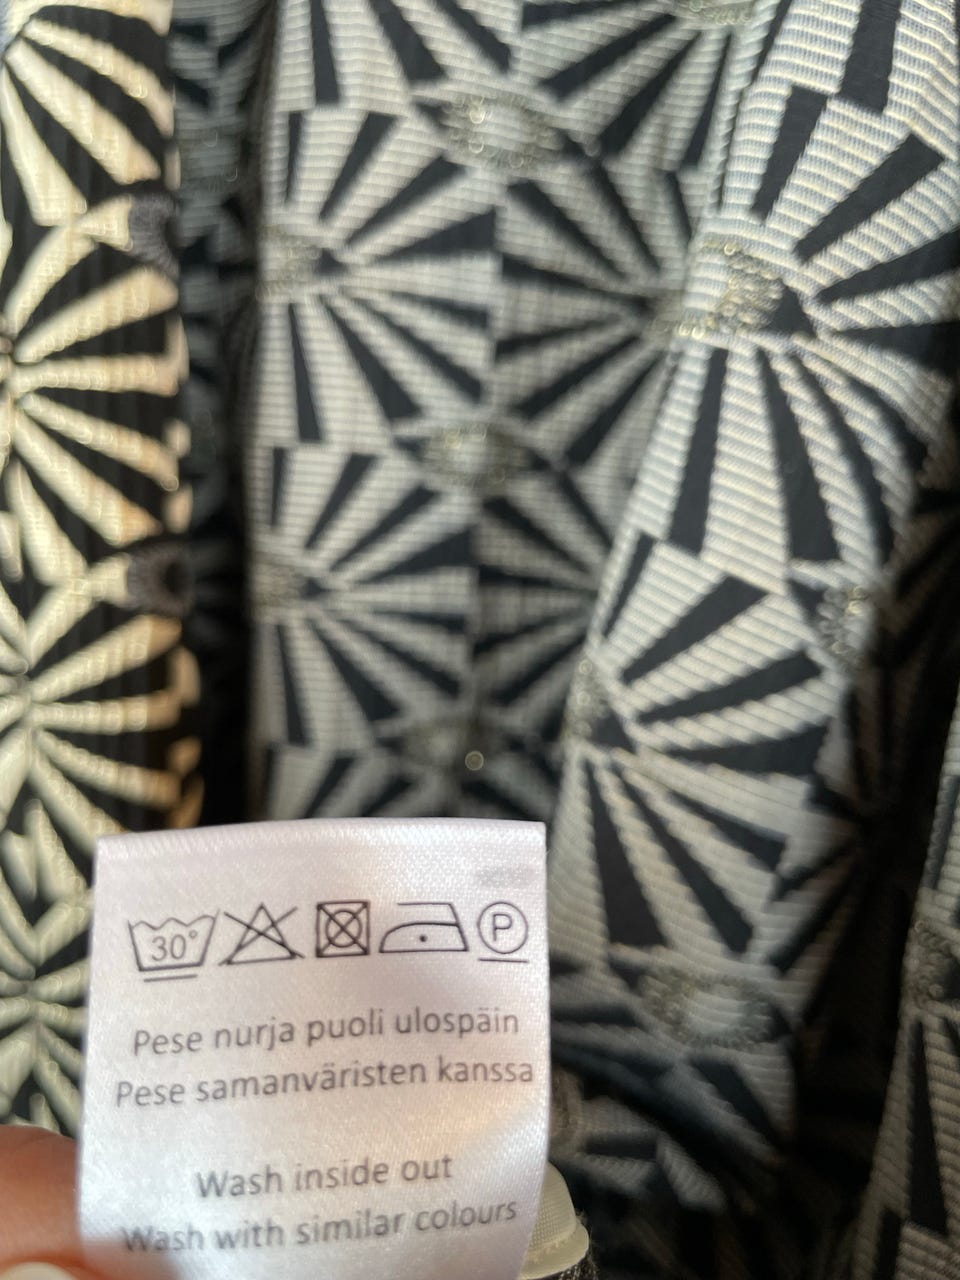 30°
P
Pese nurja puoli ulospäin
Pese samanväristen kanssa
Wash inside out
Wash with similar colours